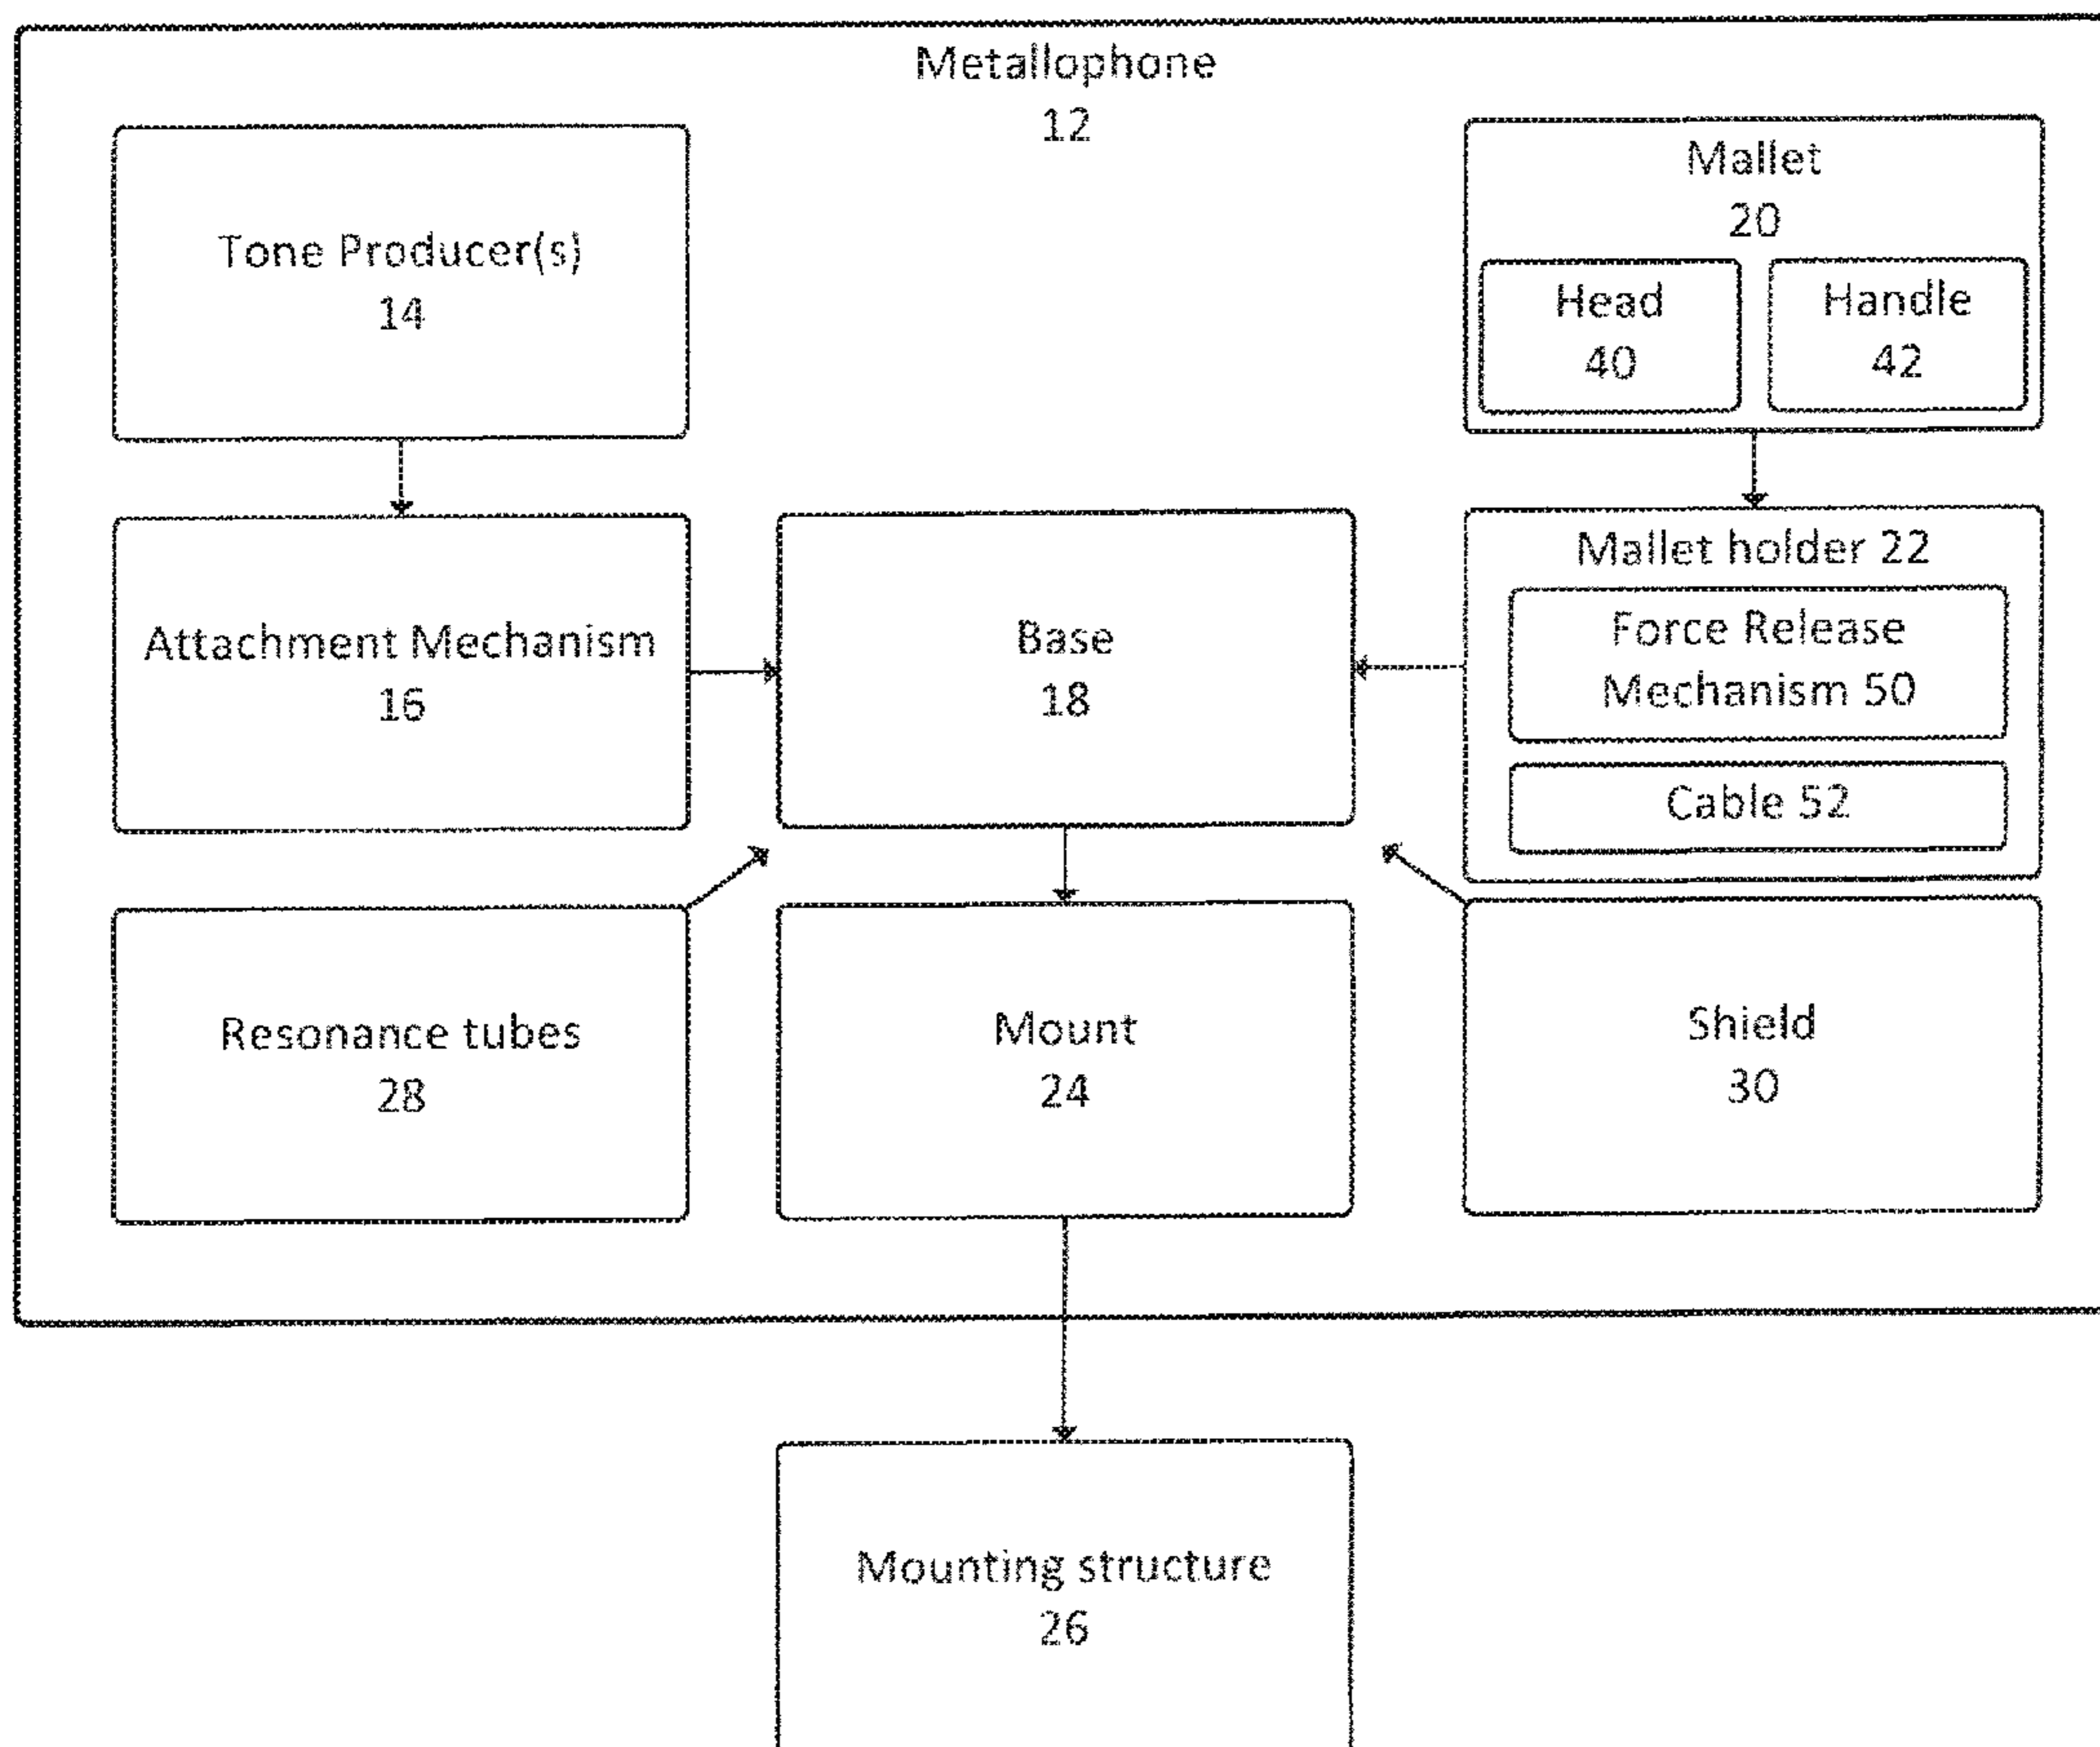 Metallophone
12
Tone Producer(s)
14
Mallet
20
Head
40
Handle
42
Attachment Mechanism
16
Base
18
Mallet holder 22
Force Release
Mechanism 50
Cable 52
Resonance tubes
28
Mount
24
Shield
30
Mounting structure
26